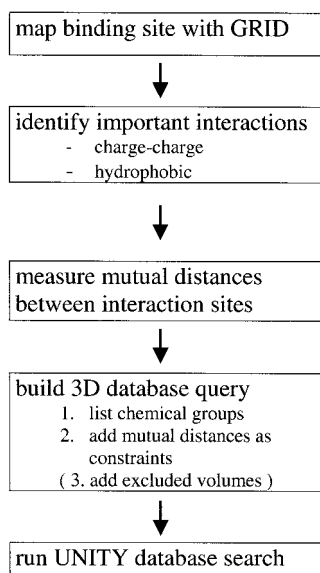 map binding site with GRID
identify important interactions
- charge-charge
- hydrophobic
measure mutual distances
between interaction sites
build 3D database query
1. list chemical groups
2. add mutual distances as
constraints
( 3. add excluded volumes )
run UNITY database search